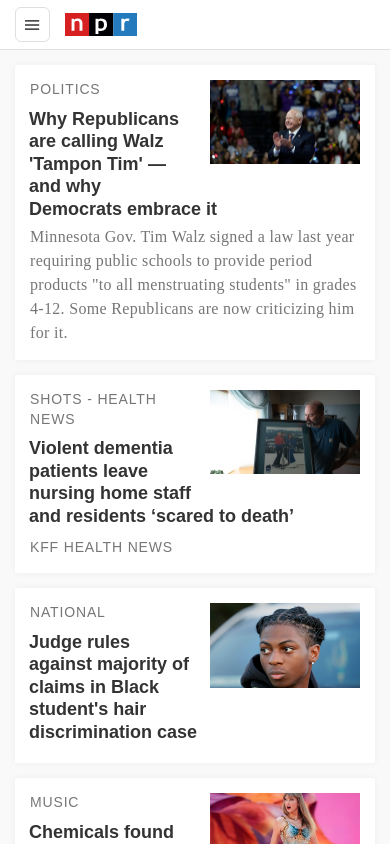 npr
POLITICS
Why Republicans
are calling Walz
'Tampon Tim' —
and why
Democrats embrace it
Minnesota Gov. Tim Walz signed a law last year
requiring public schools to provide period
products "to all menstruating students" in grades
4-12. Some Republicans are now criticizing him
for it.
SHOTS - HEALTH
NEWS
Violent dementia
patients leave
nursing home staff
and residents ‘scared to death’
KFF HEALTH NEWS
NATIONAL
Judge rules
against majority of
claims in Black
student's hair
discrimination case
MUSIC
Chemicals found